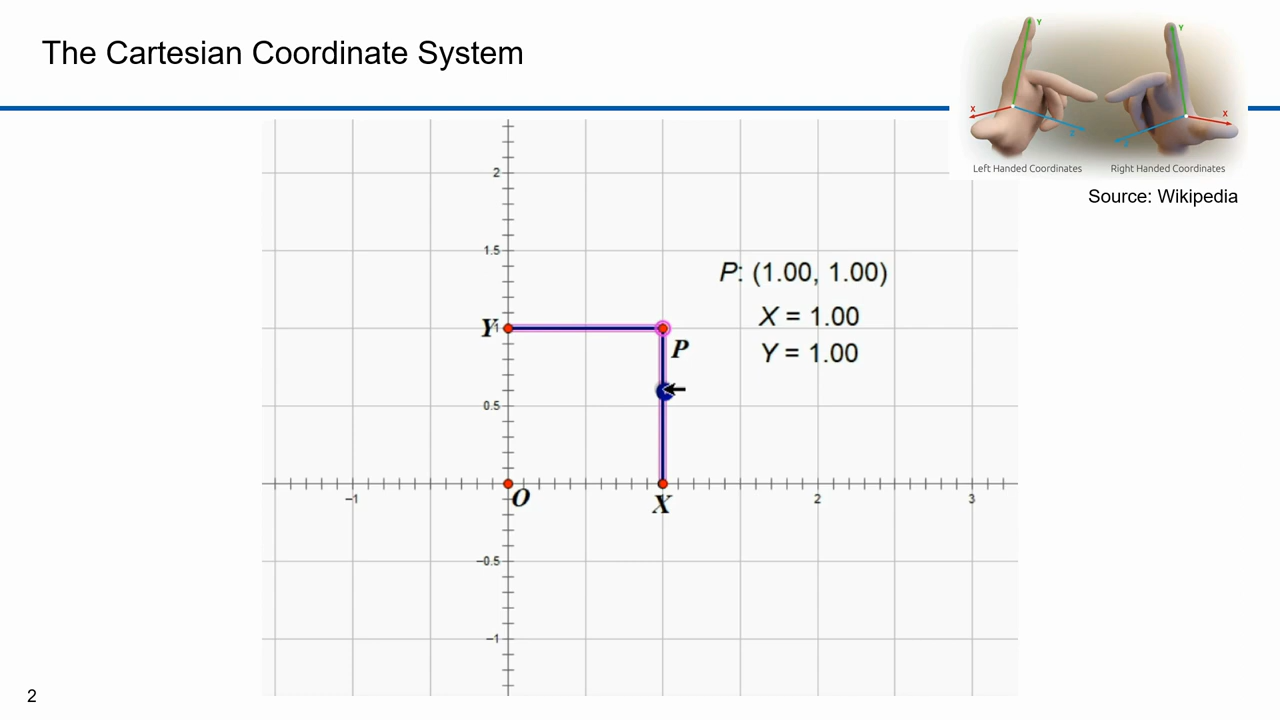 The Cartesian Coordinate System
Y
Y
X
Z
X
Left Handed Coordinates
Right Handed Coordinates
Source: Wikipedia
2
1.5
P: (1.00, 1.00)
X = 1.00
Y 1
P
Y = 1.00
0.5
O
X
−1
2
3
−0.5
−1
2